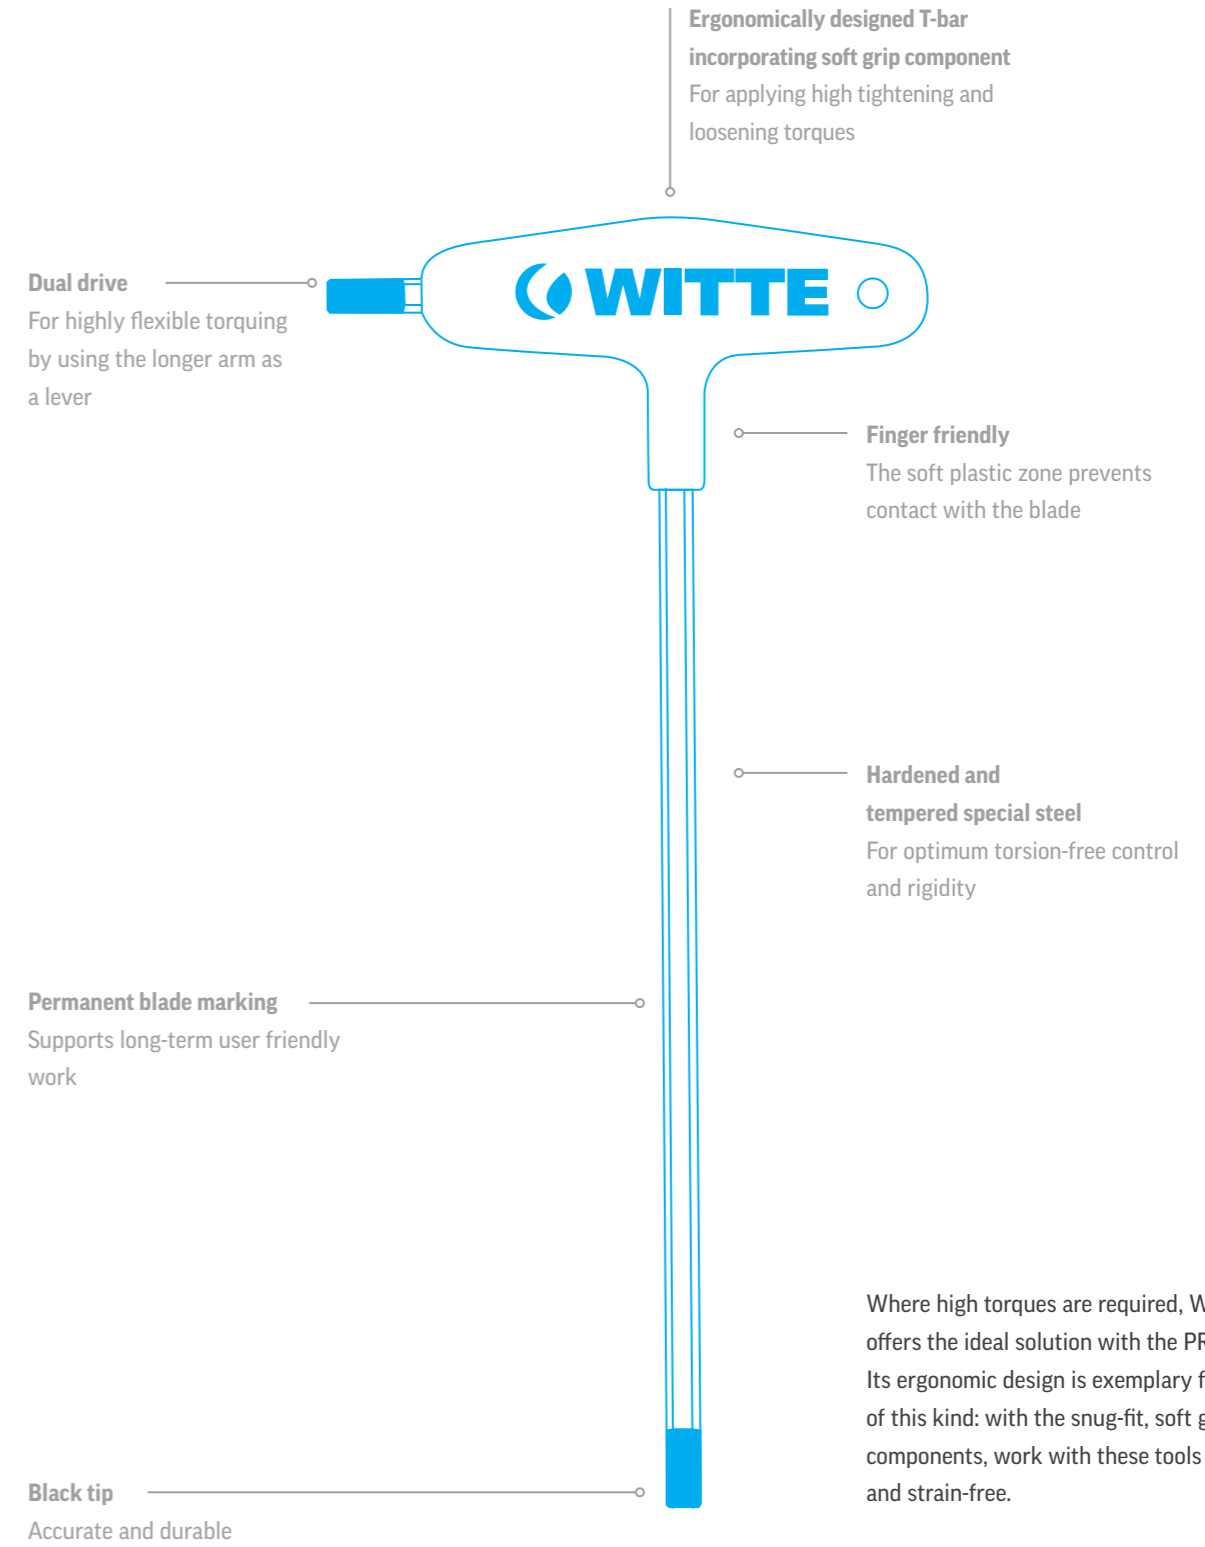 Ergonomically designed T-bar
incorporating soft grip component
For applying high tightening and
loosening torques
WITTE
Dual drive
For highly flexible torquing
by using the longer arm as
a lever
Finger friendly
The soft plastic zone prevents
contact with the blade
Hardened and
tempered special steel
For optimum torsion-free control
and rigidity
Permanent blade marking
Supports long-term user friendly
work
Where high torques are required,
offers the ideal solution with the
Its ergonomic design is exemplary
of this kind: with the snug-fit, soft
components, work with these tools
and strain-free.
Black tip
Accurate and durable